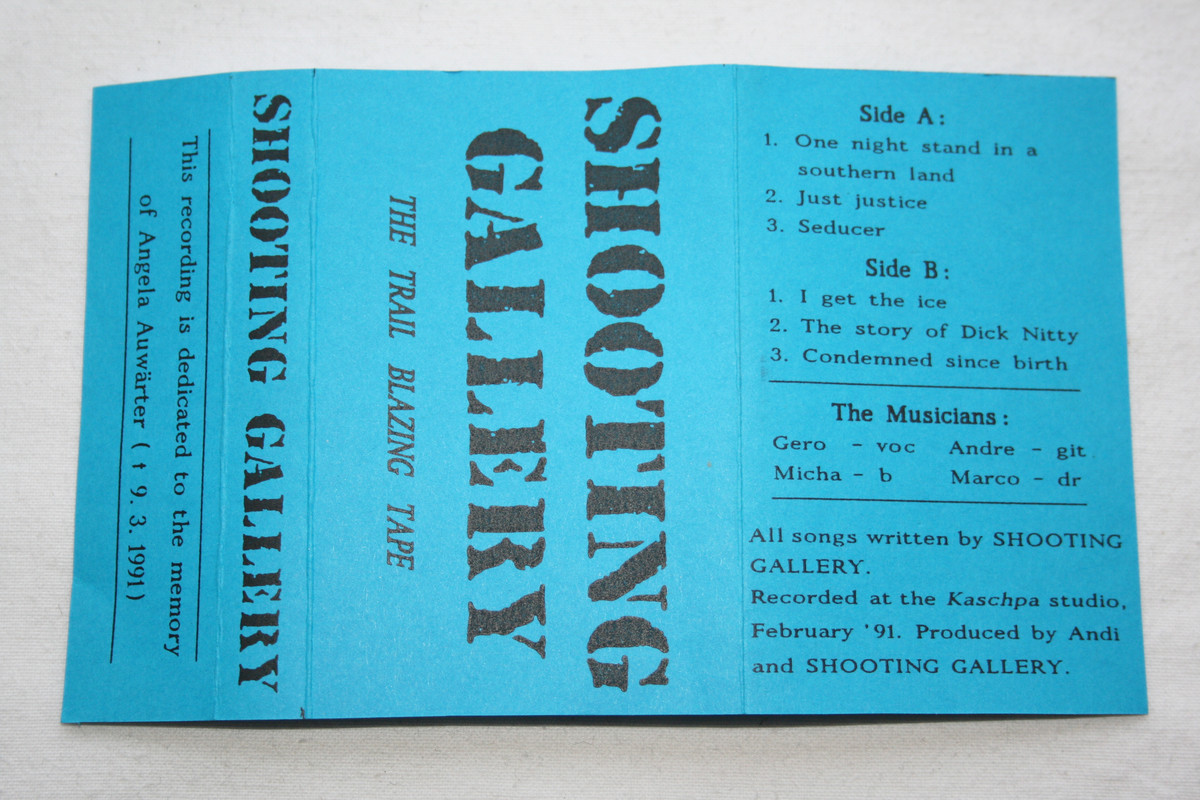 This recording is dedicated to the memory
of Angela Auwärter ( † 9. 3. 1991)
SHOOTING GALLERY
SHOOTING
GALLERY
THE TRAIL BLAZING TAPE
Side A:
1. One night stand in a
southern land
2. Just justice
3. Seducer
Side B:
1. I get the ice
2. The story of Dick Nitty
3. Condemned since birth
The Musicians:
Gero - voc Andre - git
Micha - b Marco - dr
All songs written by SHOOTING
GALLERY.
Recorded at the Kaschpa studio,
February '91. Produced by Andi
and SHOOTING GALLERY.